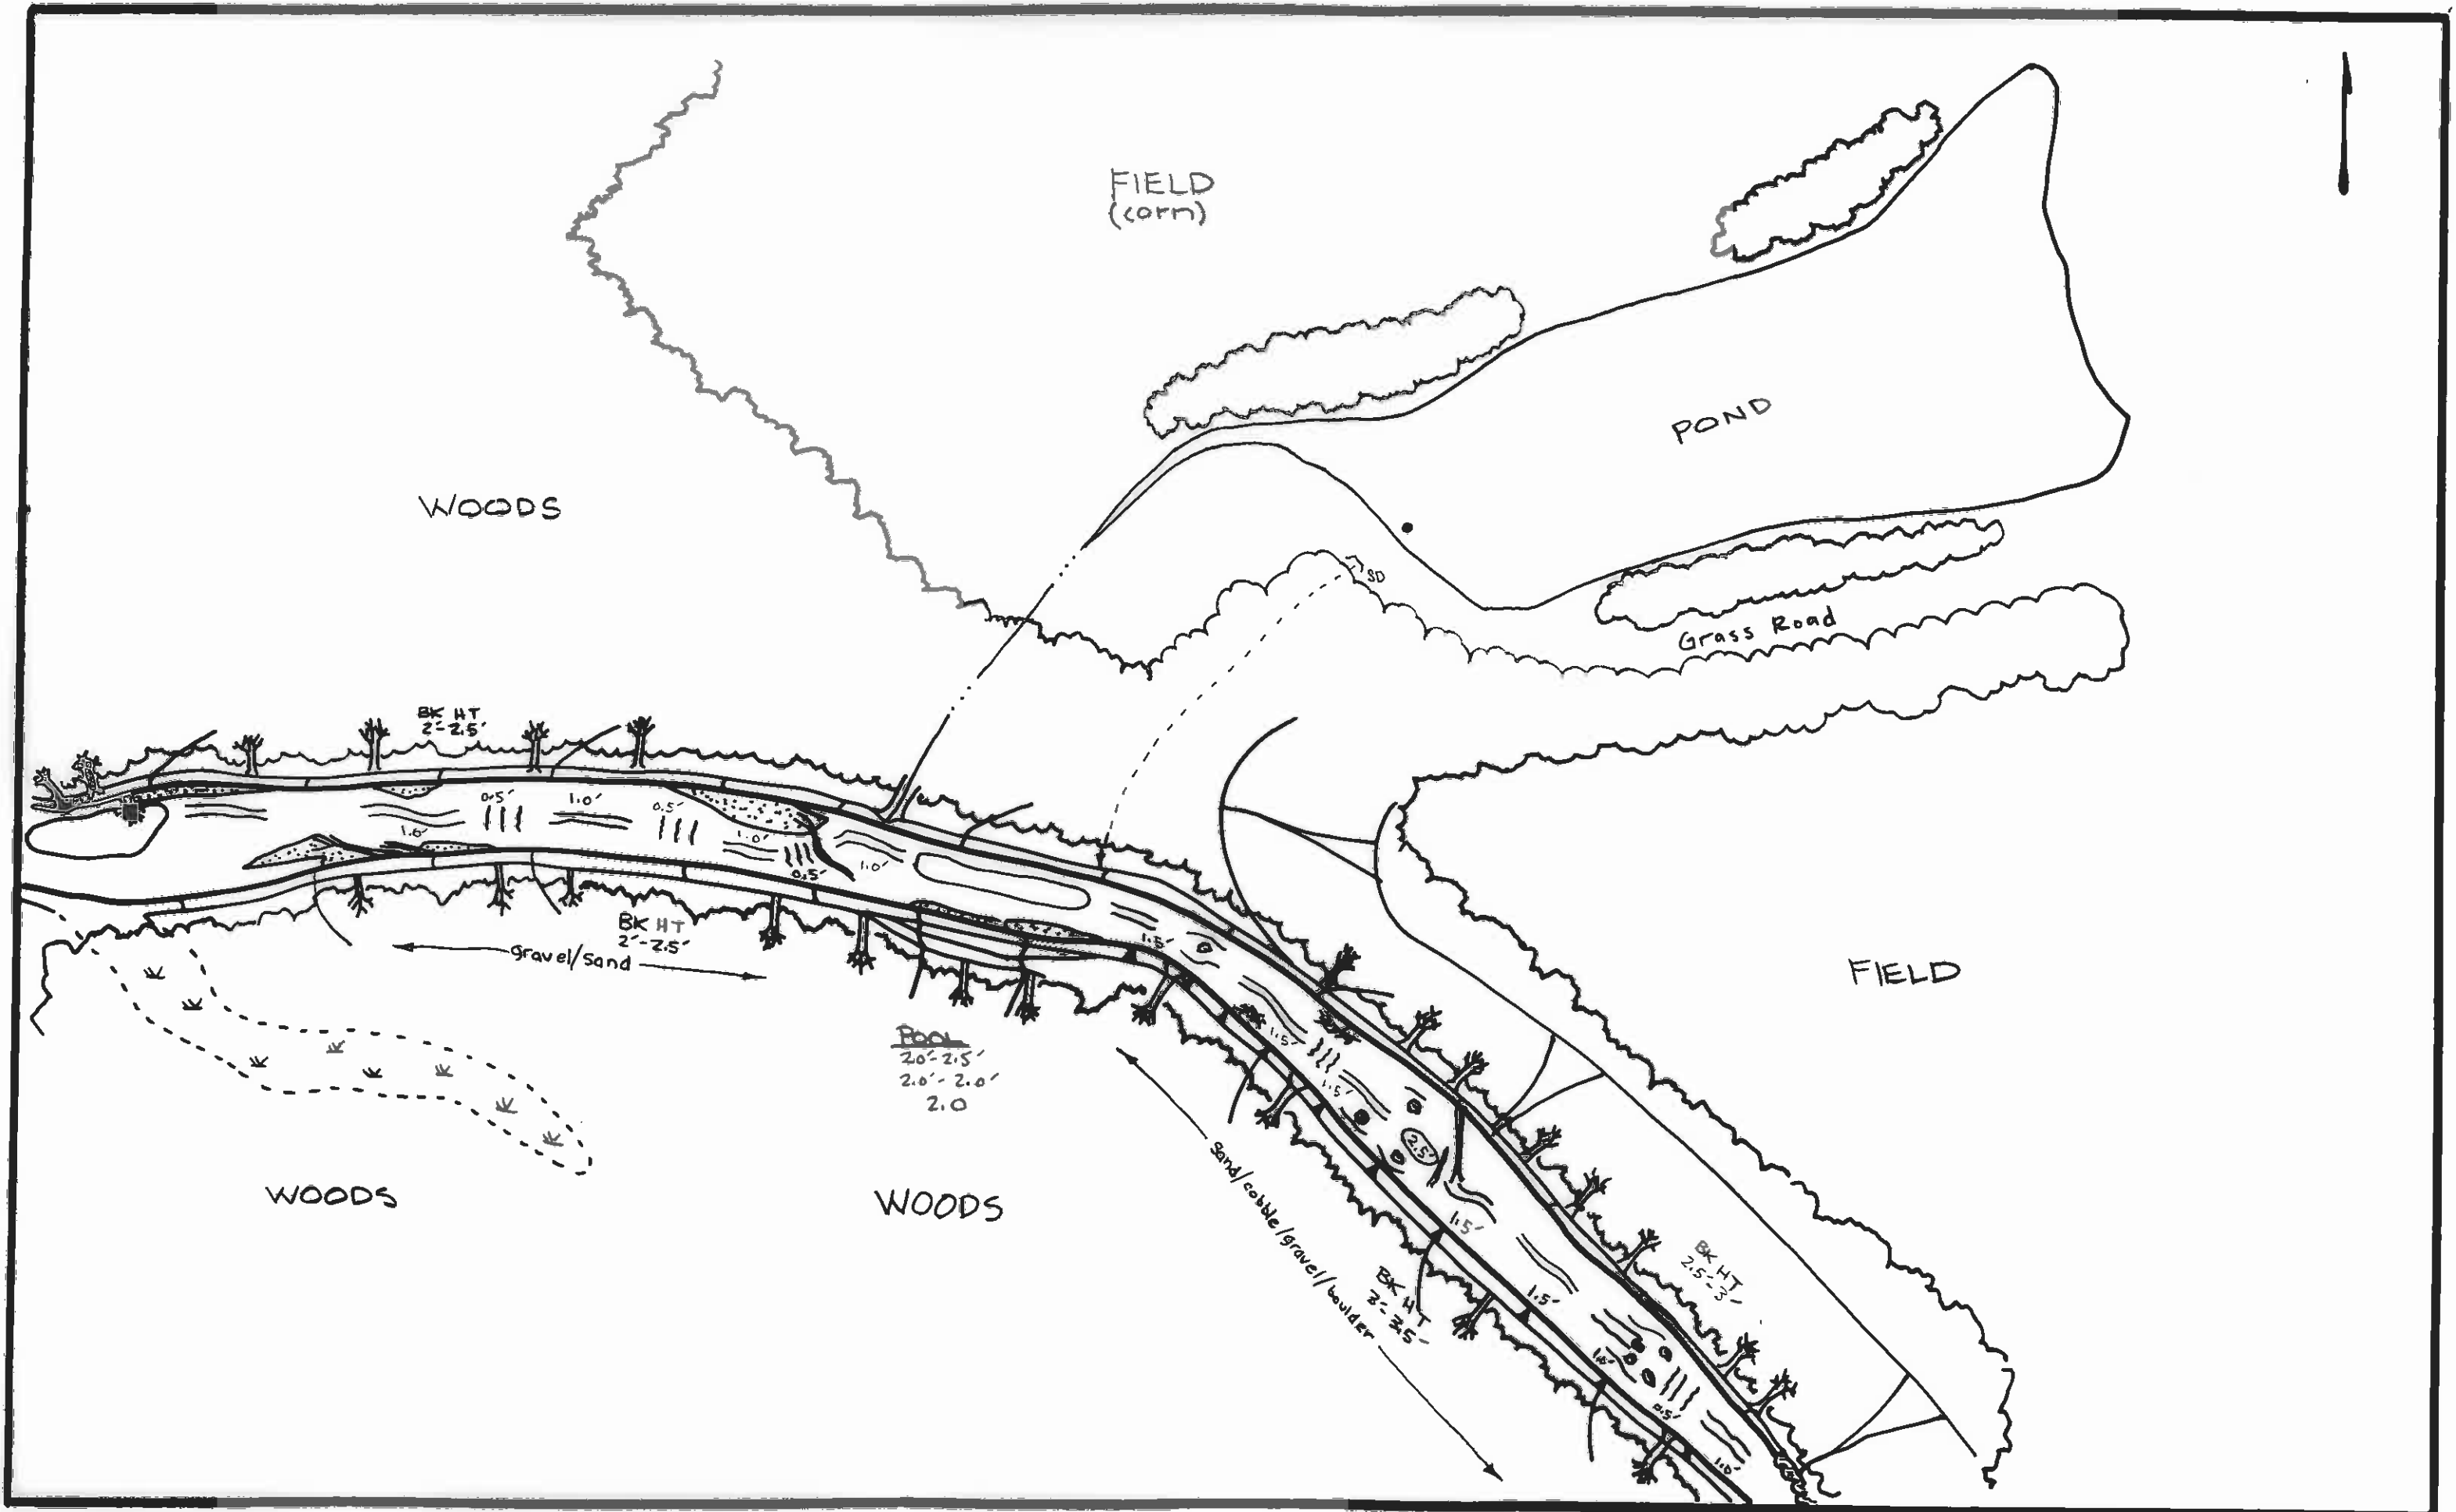 FIELD
(corn)
POND
WOODS
SD
Grass Road
BK HT
2'-2.5'
0.5'
1.0'
0.5'
1.0'
1.0'
0.5'
1.0'
BK HT
2'-2.5'
gravel/sand
1.5'
FIELD
POOL
2.0'-2.5'
2.0'-2.0'
2.0
1.5'
1.5'
2.5'
sand/cobble/gravel/boulder
WOODS
WOODS
1.5'
BK HT
2.5'-3'
BK HT
3'-3.5'
1.5'
0.5'
1.0'